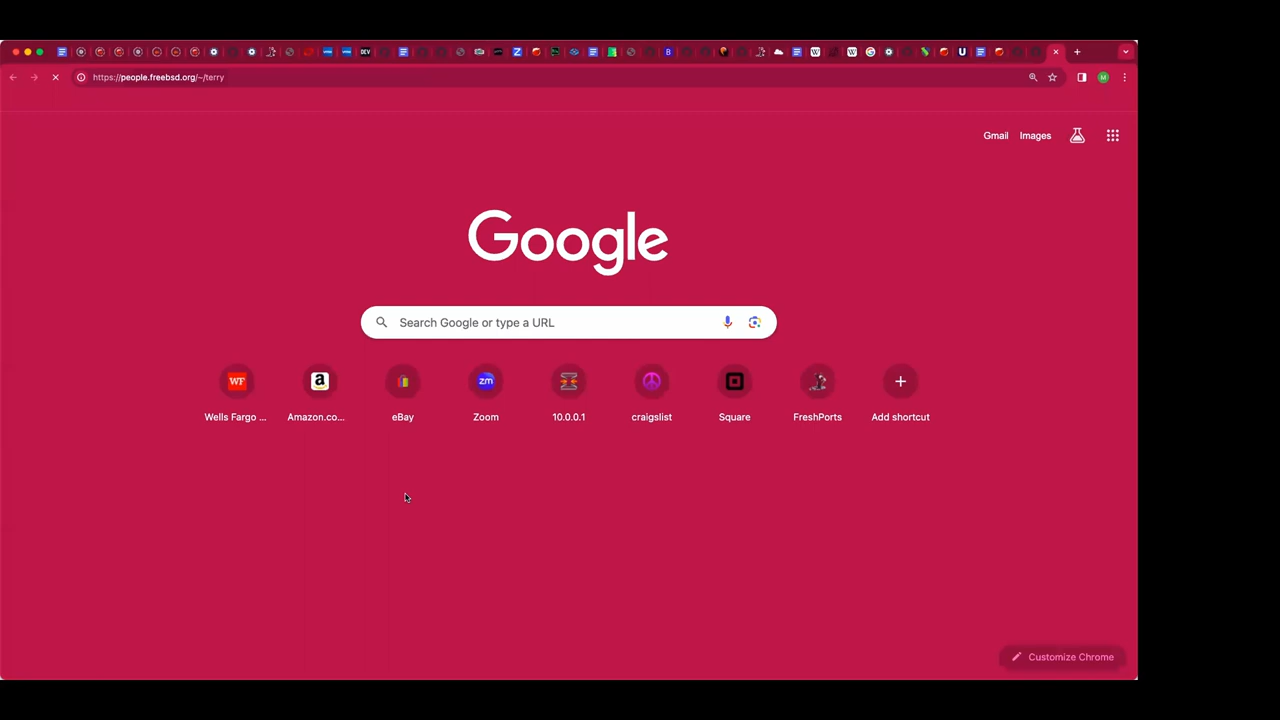 DEV
Z
W
W
G
B
U
https://people.freebsd.org/~/terry
M
Gmail Images
Google
Search Google or type a URL
WF
a
zm
Wells Fargo ... Amazon.co... eBay Zoom 10.0.0.1 craigslist Square FreshPorts Add shortcut
Customize Chrome